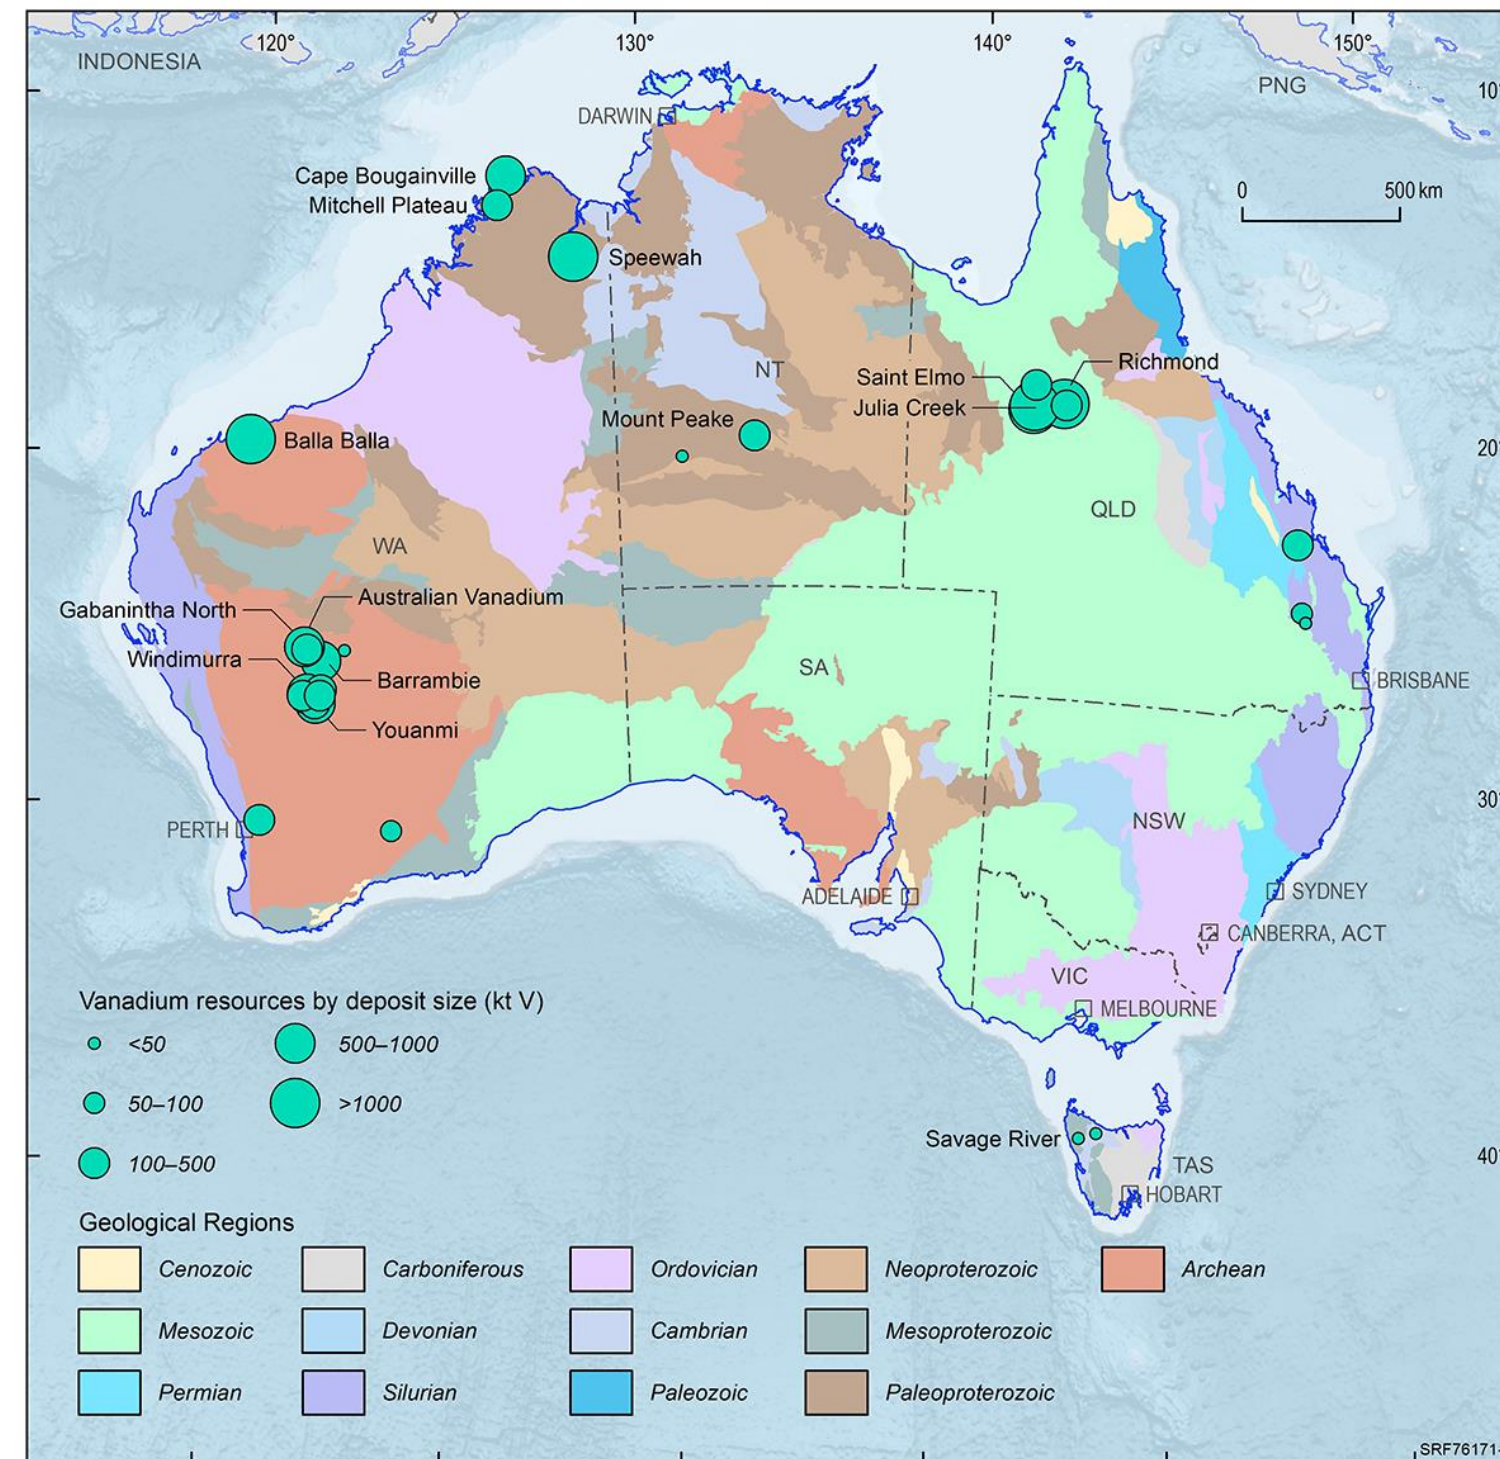 120°
130°
140°
150°
INDONESIA
PNG
10°
DARWIN
Cape Bougainville
Mitchell Plateau
0 500 km
Speewah
NT
Richmond
Saint Elmo
Julia Creek
Mount Peake
Balla Balla
20°
QLD
WA
Australian Vanadium
Gabanintha North
Windimurra
Barrambie
SA
BRISBANE
Youanmi
30°
NSW
PERTH
ADELAIDE
SYDNEY
CANBERRA, ACT
VIC
MELBOURNE
Vanadium resources by deposit size (kt V)
<50
500–1000
50–100
>1000
100–500
Savage River
TAS
40°
HOBART
Geological Regions
Cenozoic
Carboniferous
Ordovician
Neoproterozoic
Archean
Mesozoic
Devonian
Cambrian
Mesoproterozoic
Permian
Silurian
Paleozoic
Paleoproterozoic
SRF76171-